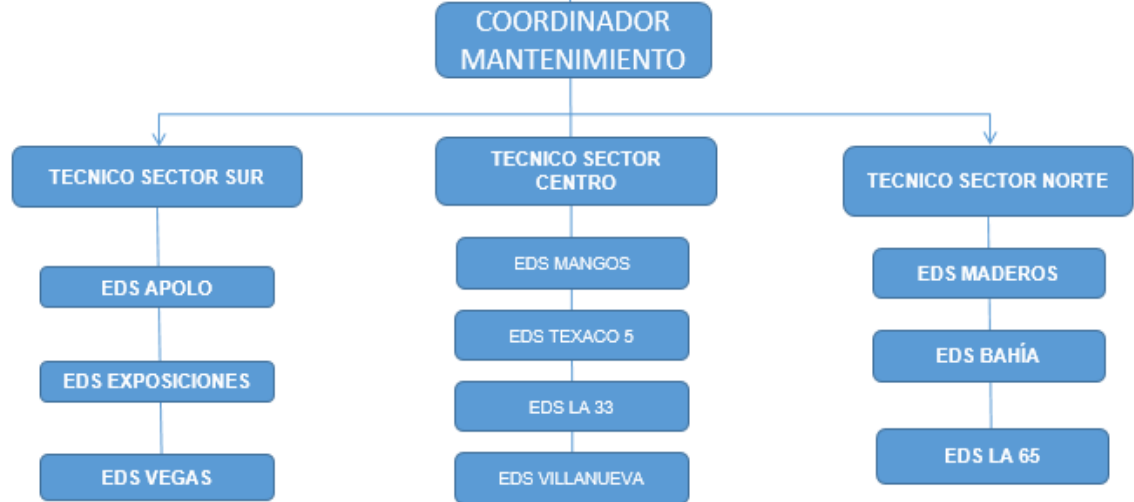 COORDINADOR
MANTENIMIENTO
TECNICO SECTOR SUR
EDS APOLO
EDS EXPOSICIONES
EDS VEGAS
TECNICO SECTOR
CENTRO
EDS MANGOS
EDS TEXACO 5
EDS LA 33
EDS VILLANUEVA
TECNICO SECTOR NORTE
EDS MADEROS
EDS BAHÍA
EDS LA 65